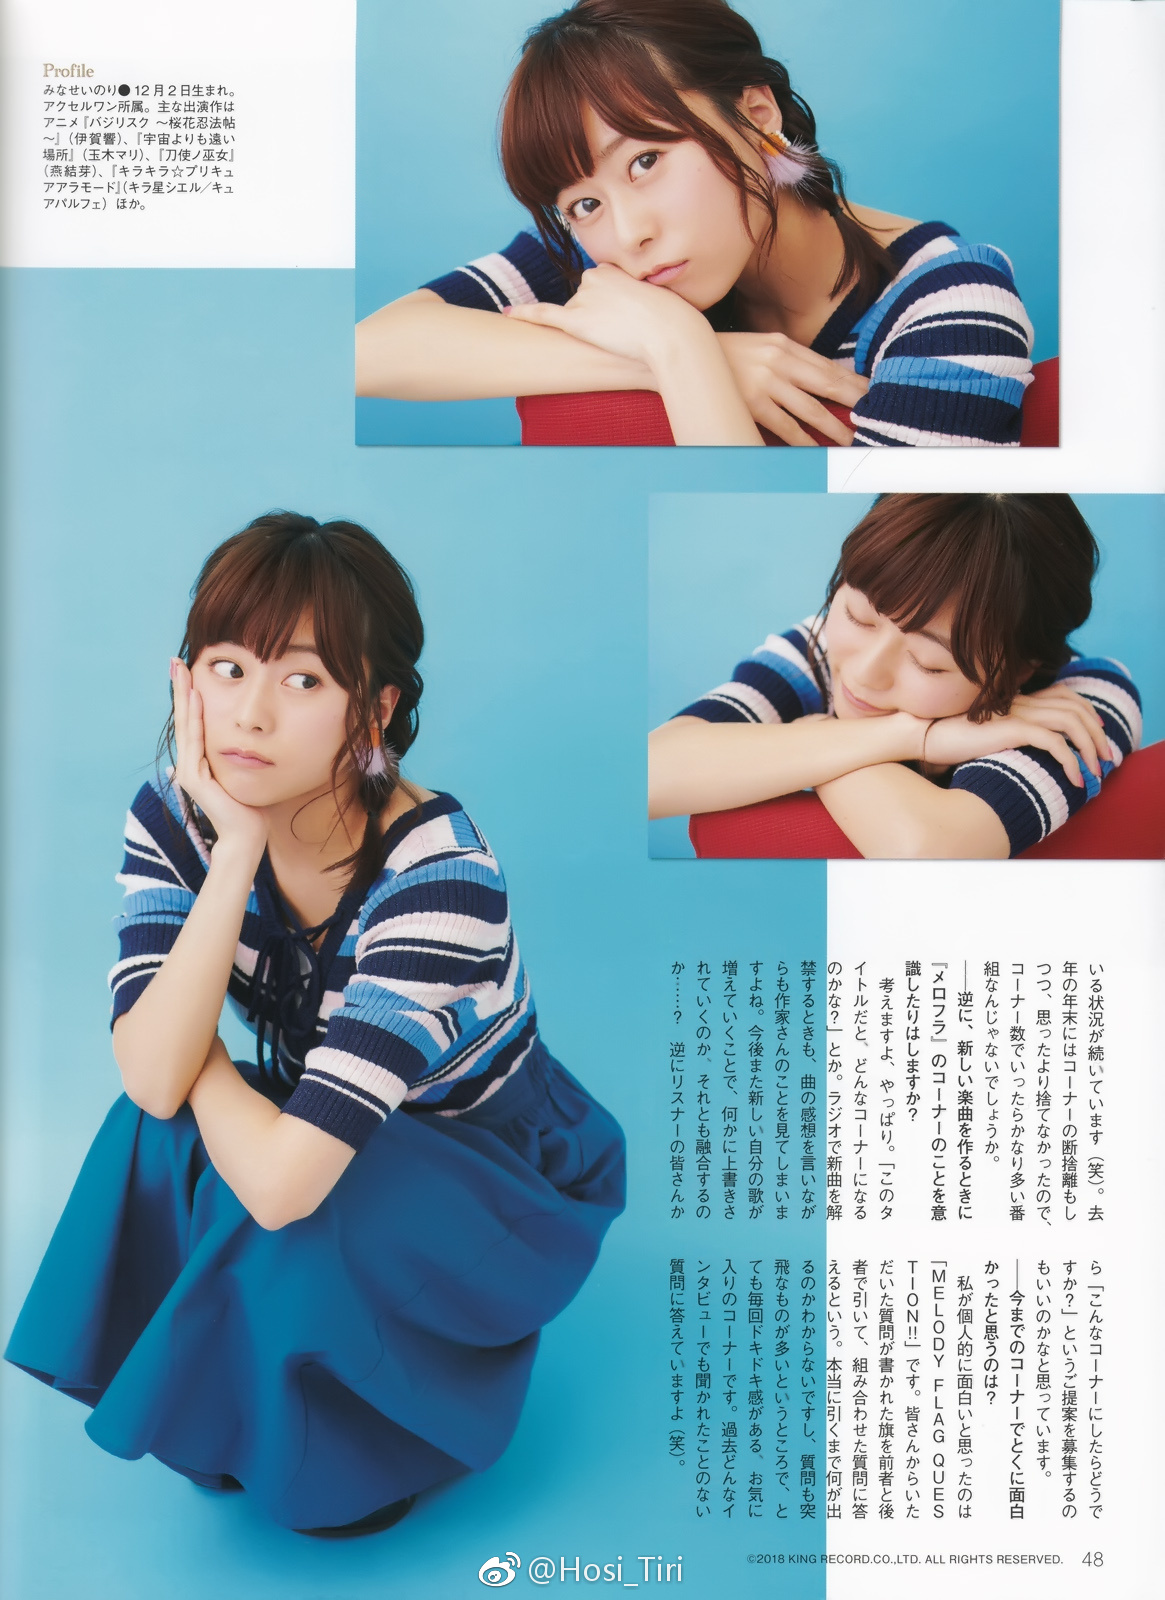 Profile
みなせいのり●12月2日生まれ。
アクセルワン所属。主な出演作は
アニメ『バジリスク ～桜花忍法帖
～』（伊賀響）、『宇宙よりも遠い
場所』（玉木マリ）、『刀使ノ巫女』
（燕結芽）、『キラキラ☆プリキュ
アアラモード』（キラ星シエル／キュ
アパルフェ）ほか。
いる状況が続いています（笑）。去
年の年末にはコーナーの断捨離もし
つつ、思ったより捨てなかったので、
コーナー数でいったらかなり多い番
組なんじゃないでしょうか。
――逆に、新しい楽曲を作るときに
『メロフラ』のコーナーのことを意
識したりはしますか？
考えますよ、やっぱり。「このタ
イトルだと、どんなコーナーになる
のかな？」とか。ラジオで新曲を解
禁するときも、曲の感想を言いなが
らも作家さんのことを見てしまいま
すよね。今後また新しい自分の歌が
増えていくことで、何かに上書きさ
れていくのか、それとも融合するの
か……？　逆にリスナーの皆さんか
ら「こんなコーナーにしたらどうで
すか？」というご提案を募集するの
もいいのかなと思っています。
――今までのコーナーでとくに面白
かったと思うのは？
私が個人的に面白いと思ったのは
「MELODY FLAG QUES
TION!!」です。皆さんからいた
だいた質問が書かれた旗を前者と後
者で引いて、組み合わせた質問に答
えるという。本当に引くまで何が出
るのかわからないですし、質問も突
飛なものが多いというところで、と
ても毎回ドキドキ感がある、お気に
入りのコーナーです。過去どんなイ
ンタビューでも聞かれたことのない
質問に答えていますよ（笑）。
©2018 KING RECORD.CO.,LTD. ALL RIGHTS RESERVED. 48
@Hosi_Tiri